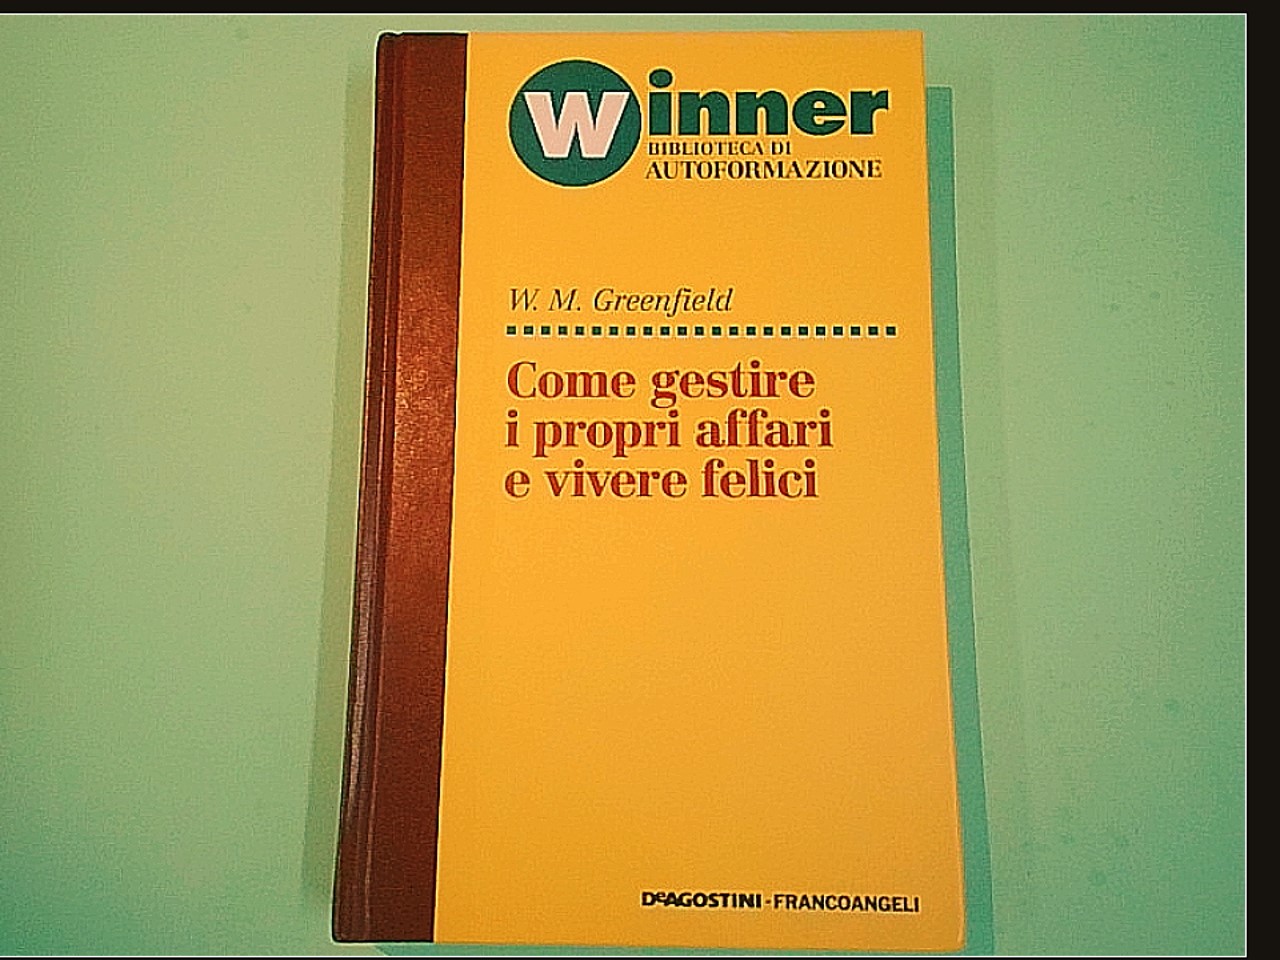 Winner
BIBLIOTECA DI
AUTOFORMAZIONE
W. M. Greenfield
Come gestire
i propri affari
e vivere felici
DeAGOSTINI - FRANCOANGELI